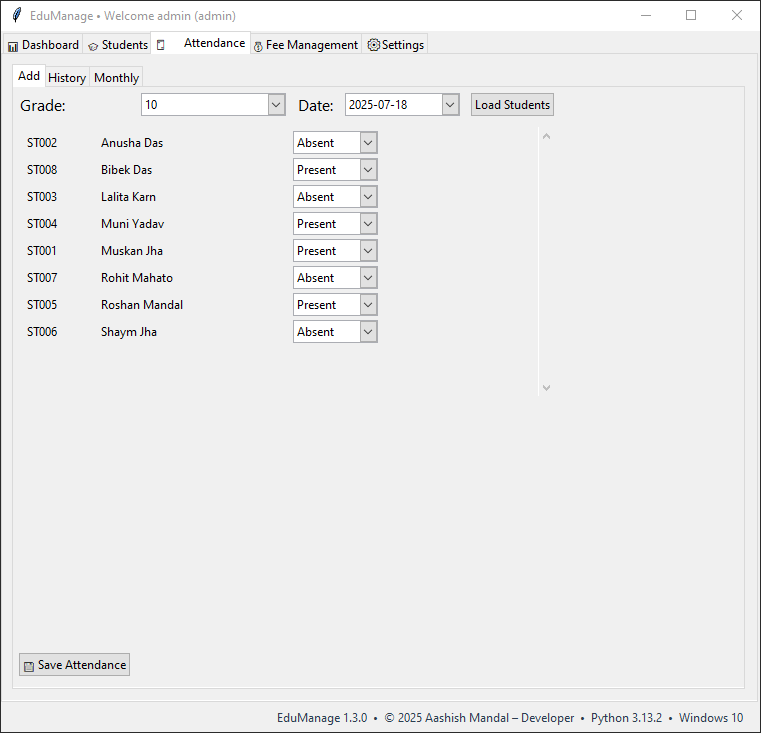 EduManage • Welcome admin (admin)
Dashboard Students Attendance Fee Management Settings
Add History Monthly
Grade: 10 Date: 2025-07-18 Load Students
ST002 Anusha Das Absent
ST008 Bibek Das Present
ST003 Lalita Karn Absent
ST004 Muni Yadav Present
ST001 Muskan Jha Present
ST007 Rohit Mahato Absent
ST005 Roshan Mandal Present
ST006 Shaym Jha Absent
Save Attendance
EduManage 1.3.0 • © 2025 Aashish Mandal – Developer • Python 3.13.2 • Windows 10